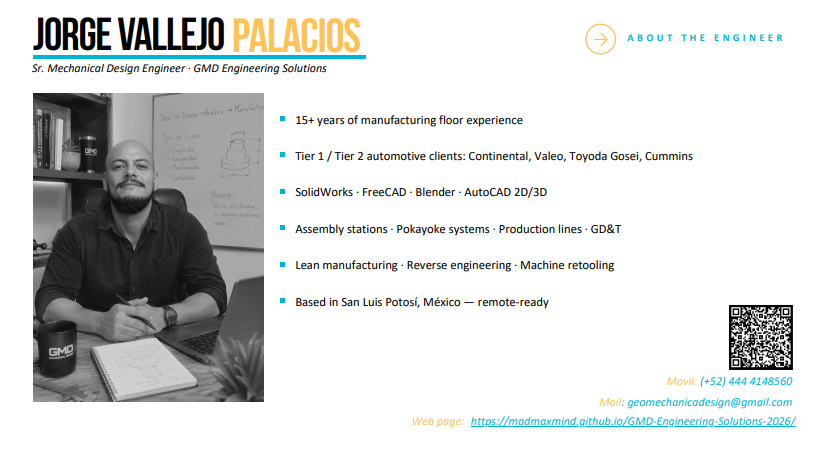 JORGE VALLEJO PALACIOS
Sr. Mechanical Design Engineer · GMD Engineering Solutions
ABOUT THE ENGINEER
15+ years of manufacturing floor experience
Tier 1 / Tier 2 automotive clients: Continental, Valeo, Toyoda Gosei, Cummins
SolidWorks · FreeCAD · Blender · AutoCAD 2D/3D
Assembly stations · Pokayoke systems · Production lines · GD&T
Lean manufacturing · Reverse engineering · Machine retooling
Based in San Luis Potosí, México — remote-ready
GMD
GMD
Movil: (+52) 444 4148560
Mail: geomechanicadesign@gmail.com
Web page: https://madmaxmind.github.io/GMD-Engineering-Solutions-2026/